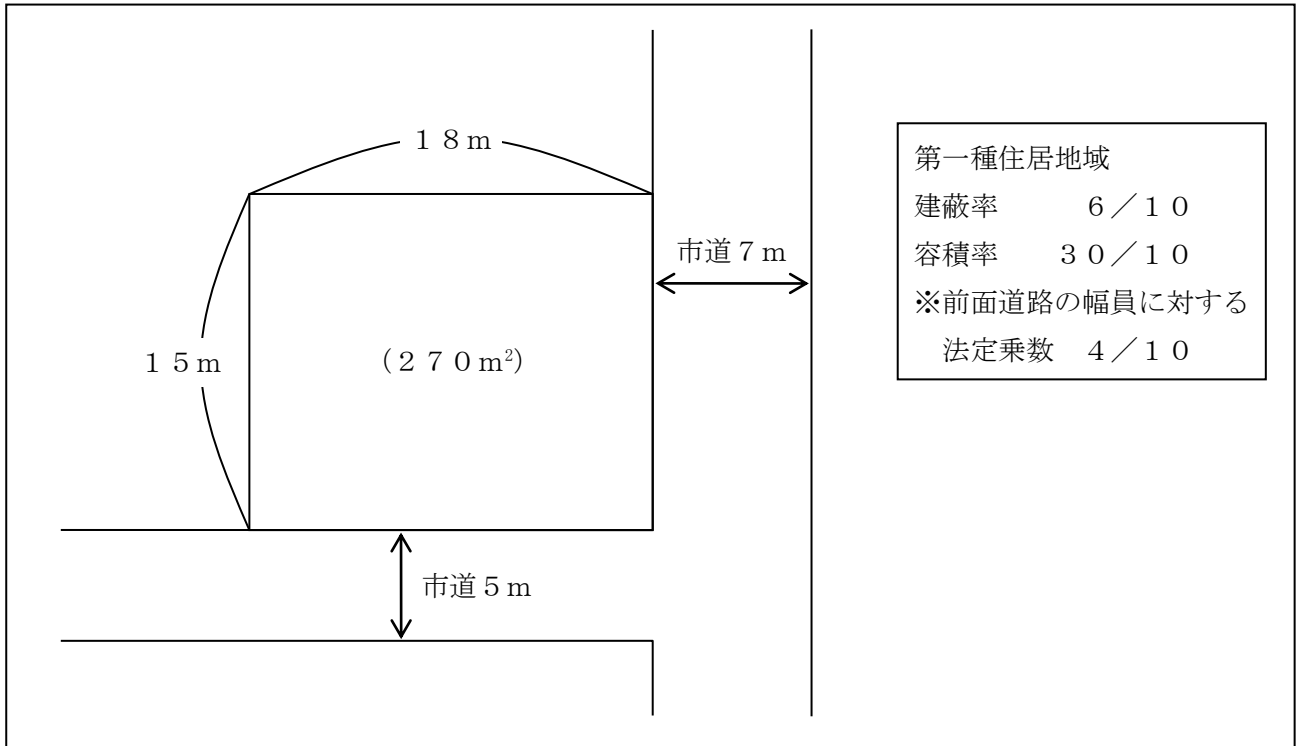 １８ｍ
市道７ｍ
１５ｍ
（２７０㎡）
市道５ｍ
第一種住居地域
建蔽率　　　６／１０
容積率　　３０／１０
※前面道路の幅員に対する
法定乗数　４／１０